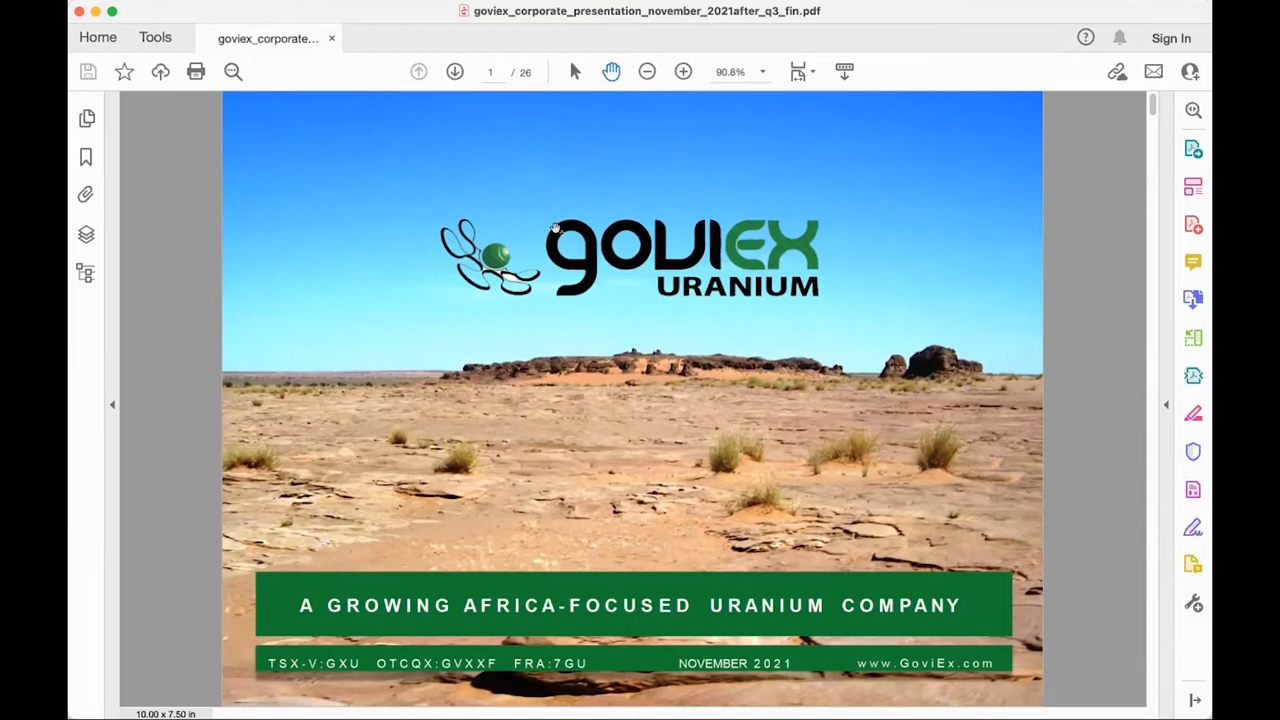 goviex_corporate_presentation_november_2021after_q3_fin.pdf
Home Tools goviex_corporate... × Sign In
1 / 26 90.8%
goviEX
URANIUM
A GROWING AFRICA-FOCUSED URANIUM COMPANY
TSX-V:GXU OTCQX:GVXXF FRA:7GU NOVEMBER 2021 www.GoviEx.com
10.00 x 7.50 in